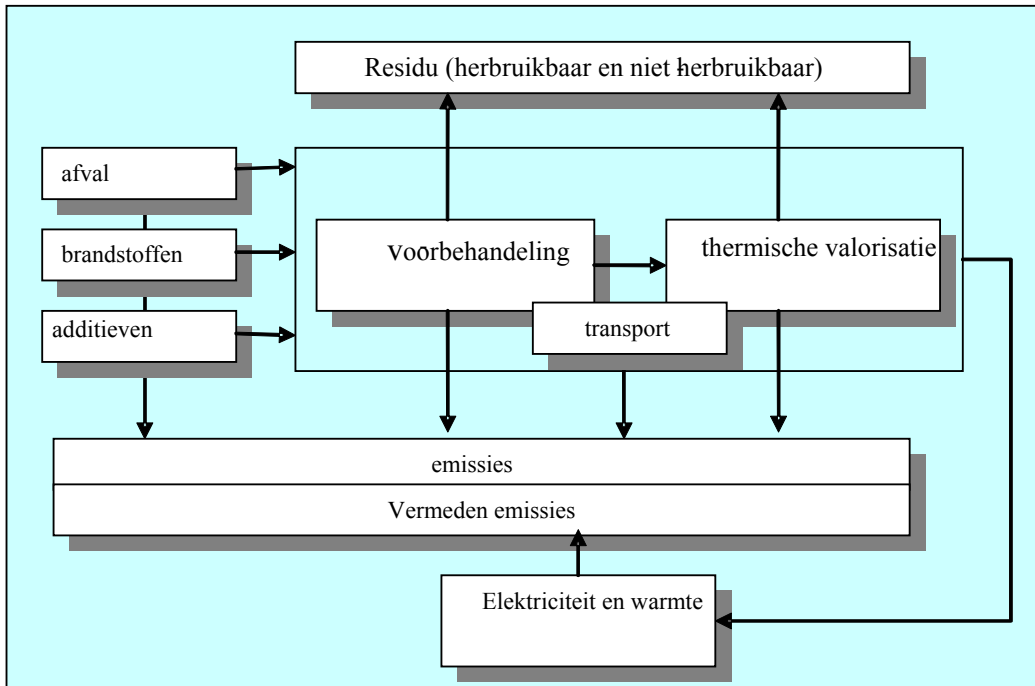 Residu (herbruikbaar en niet herbruikbaar)
afval
brandstoffen
additieven
voorbehandeling
thermische valorisatie
transport
emissies
Vermeden emissies
Elektriciteit en warmte